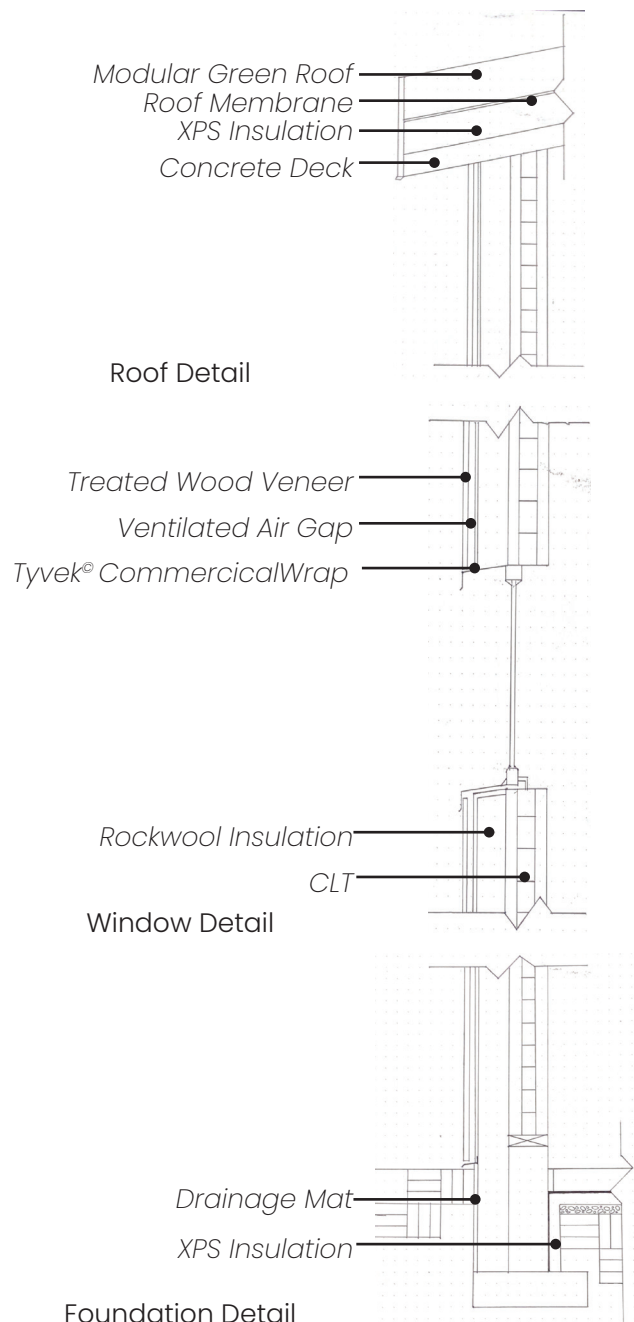 Modular Green Roof
Roof Membrane
XPS Insulation
Concrete Deck
Roof Detail
Treated Wood Veneer
Ventilated Air Gap
Tyvek© CommercicalWrap
Rockwool Insulation
CLT
Window Detail
Drainage Mat
XPS Insulation
Foundation Detail